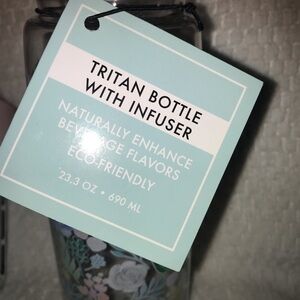 TRITAN BOTTLE
WITH INFUSER
NATURALLY ENHANCE
BEVERAGE FLAVORS
ECO-FRIENDLY
23.3 OZ • 690 ML